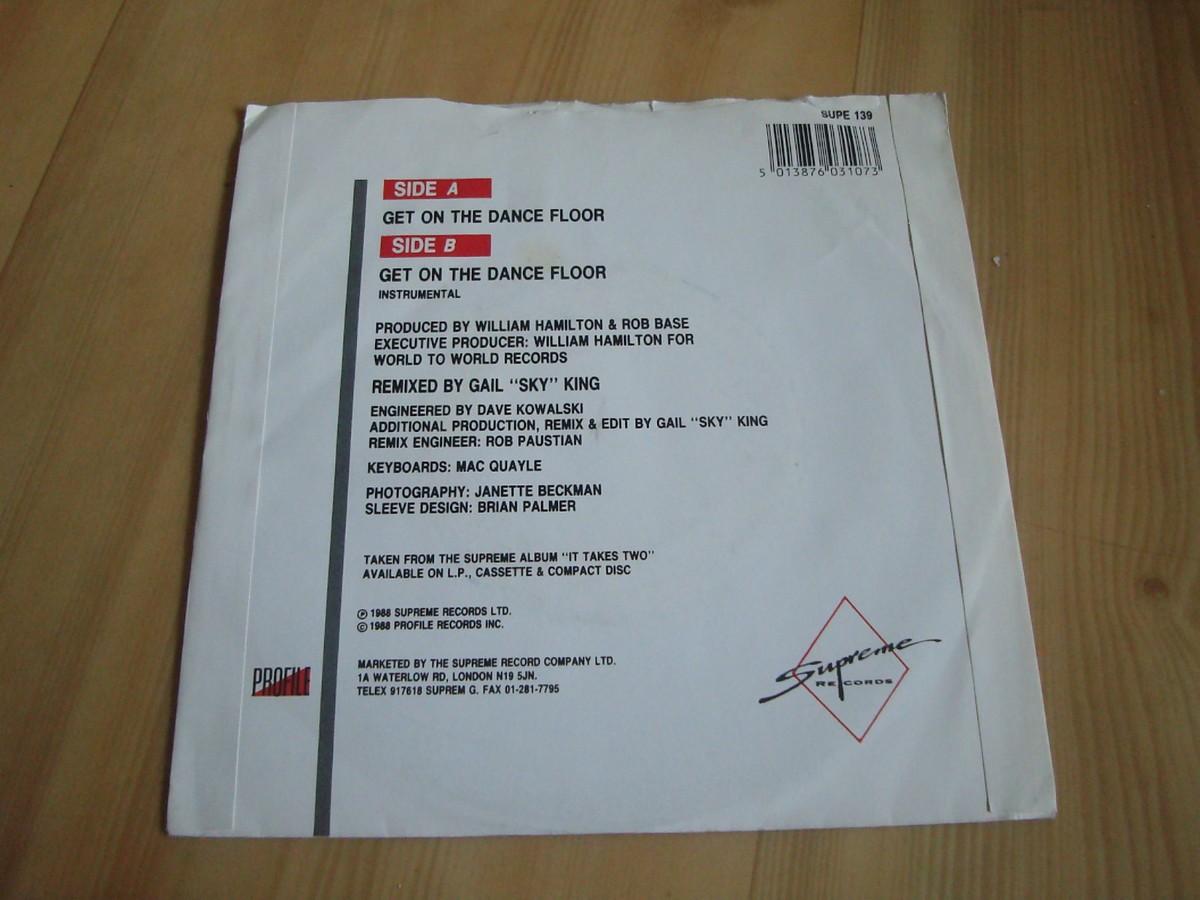 SUPE 139
5 013876 031073
SIDE A
GET ON THE DANCE FLOOR
SIDE B
GET ON THE DANCE FLOOR
INSTRUMENTAL
PRODUCED BY WILLIAM HAMILTON & ROB BASE
EXECUTIVE PRODUCER: WILLIAM HAMILTON FOR
WORLD TO WORLD RECORDS
REMIXED BY GAIL "SKY" KING
ENGINEERED BY DAVE KOWALSKI
ADDITIONAL PRODUCTION, REMIX & EDIT BY GAIL "SKY" KING
REMIX ENGINEER: ROB PAUSTIAN
KEYBOARDS: MAC QUAYLE
PHOTOGRAPHY: JANETTE BECKMAN
SLEEVE DESIGN: BRIAN PALMER
TAKEN FROM THE SUPREME ALBUM "IT TAKES TWO"
AVAILABLE ON L.P., CASSETTE & COMPACT DISC
℗ 1988 SUPREME RECORDS LTD.
© 1988 PROFILE RECORDS INC.
MARKETED BY THE SUPREME RECORD COMPANY LTD.
1A WATERLOW RD, LONDON N19 5JN.
TELEX 917618 SUPREM G. FAX 01-281-7795
PROFILE
Supreme
RECORDS